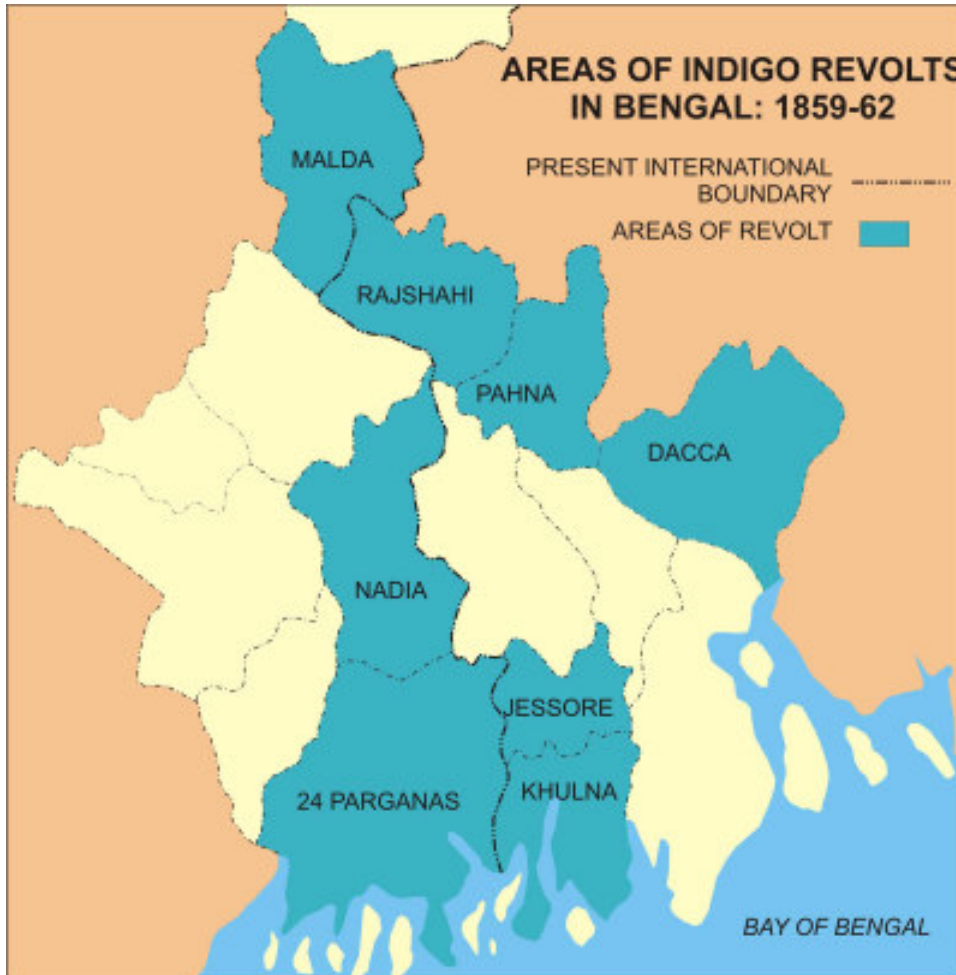 AREAS OF INDIGO REVOLTS
IN BENGAL: 1859-62
PRESENT INTERNATIONAL
BOUNDARY
AREAS OF REVOLT
MALDA
RAJSHAHI
PAHNA
DACCA
NADIA
JESSORE
24 PARGANAS
KHULNA
BAY OF BENGAL